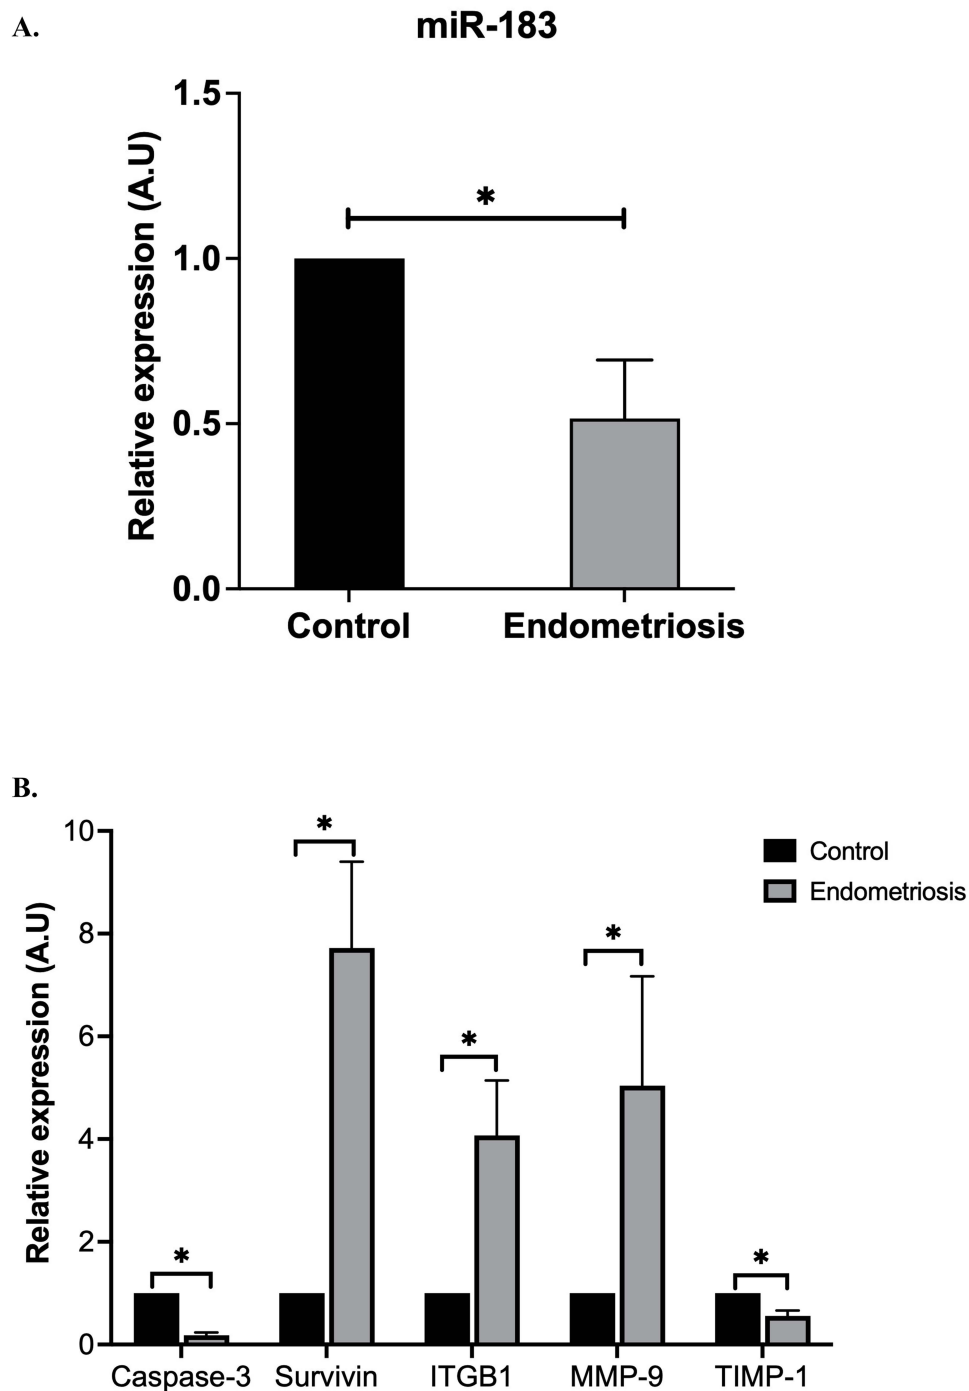 A.
miR-183
Relative expression (A.U)
1.5
1.0
0.5
0.0
*
Control
Endometriosis
B.
Relative expression (A.U)
10
8
6
4
2
0
*
*
*
*
*
Control
Endometriosis
Caspase-3
Survivin
ITGB1
MMP-9
TIMP-1